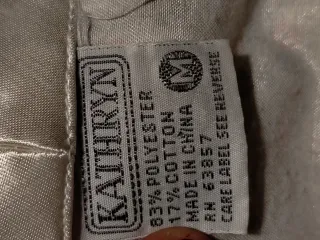 KATHRYN
M
83% POLYESTER
17% COTTON
MADE IN CHINA
RN 63857
CARE LABEL SEE REVERSE